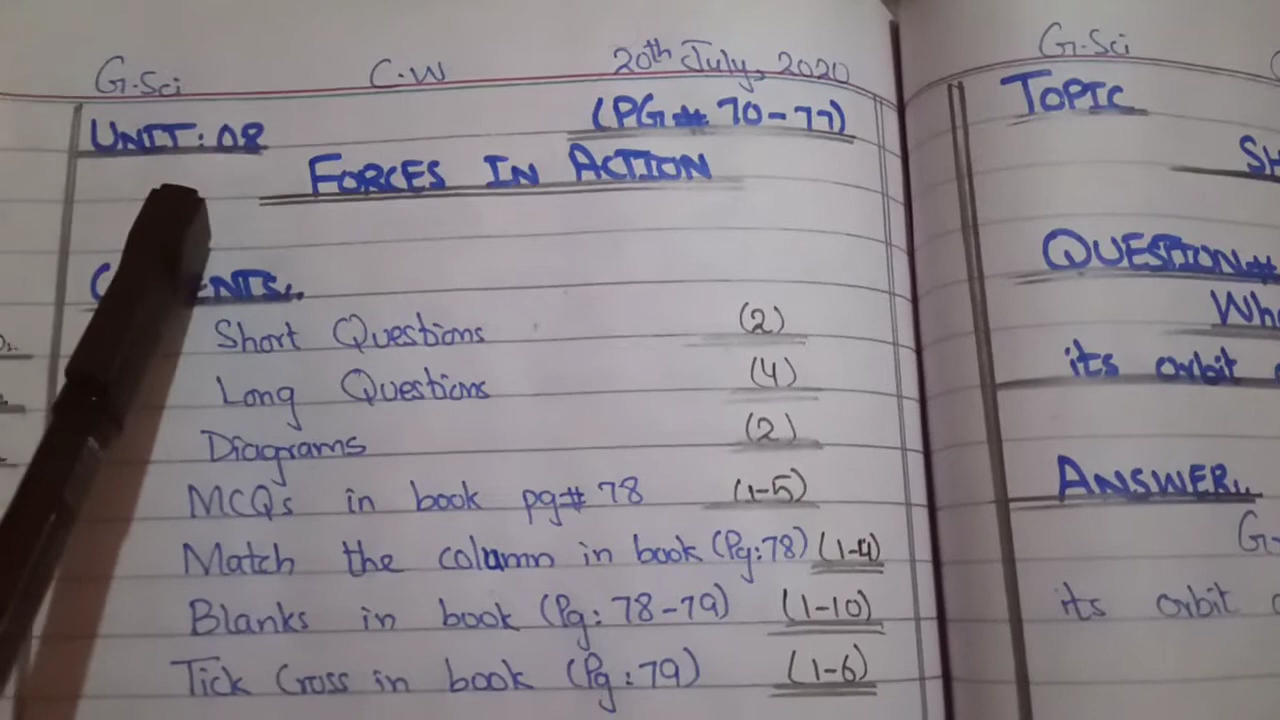 G.Sci C.W 20th July, 2020
UNIT: 08 (PG# 70-77)
FORCES IN ACTION
Short Questions (2)
Long Questions (4)
Diagrams (2)
MCQs in book pg# 78 (1-5)
Match the column in book (Pg:78) (1-4)
Blanks in book (Pg: 78-79) (1-10)
Tick Cross in book (Pg: 79) (1-6)
G.Sci
TOPIC
QUESTION#
its orbit
ANSWER..
its orbit